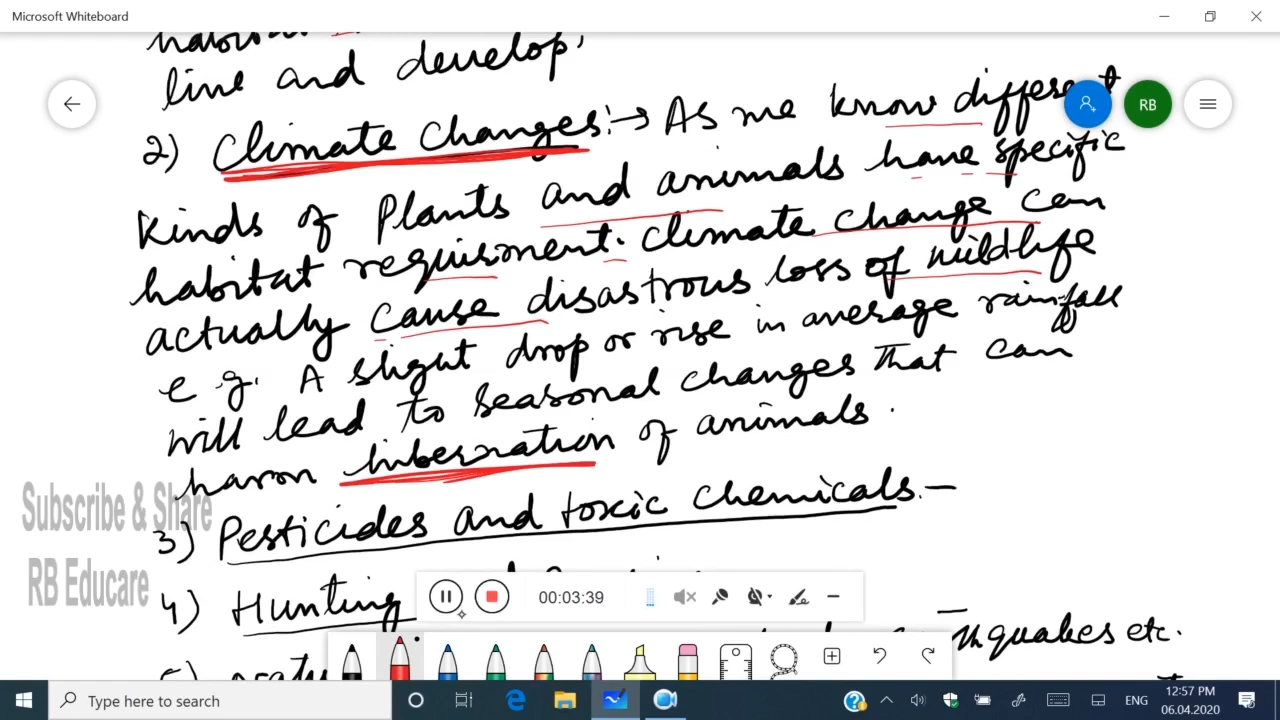 Microsoft Whiteboard
line and develop.
2) Climate Changes:→ As we know different
RB
Kinds of Plants and animals have specific
habitat requisment. Climate change can
actually cause disastrous loss of wildlife
e.g. A slight drop or rise in average rainfall
will lead to seasonal changes that can
harm hibernation of animals.
Subscribe & Share
RB Educare
3) Pesticides and toxic chemicals. —
4) Hunting
00:03:39
quakes etc.
5)
Type here to search
ENG
12:57 PM
06.04.2020